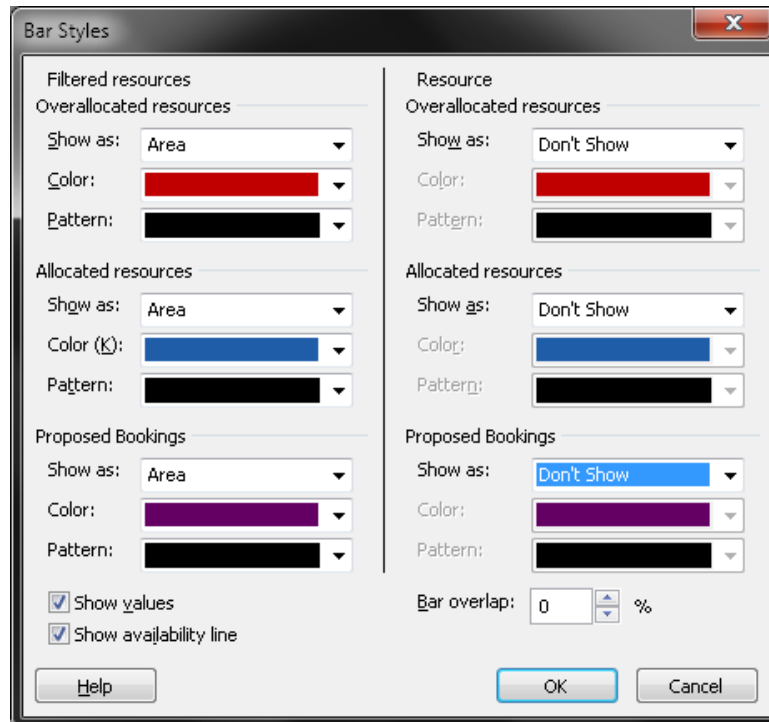 Bar Styles
Filtered resources
Overallocated resources
Show as: Area
Color:
Pattern:
Allocated resources
Show as: Area
Color (K):
Pattern:
Proposed Bookings
Show as: Area
Color:
Pattern:
Show values
Show availability line
Resource
Overallocated resources
Show as: Don't Show
Color:
Pattern:
Allocated resources
Show as: Don't Show
Color:
Pattern:
Proposed Bookings
Show as: Don't Show
Color:
Pattern:
Bar overlap: 0 %
Help
OK
Cancel